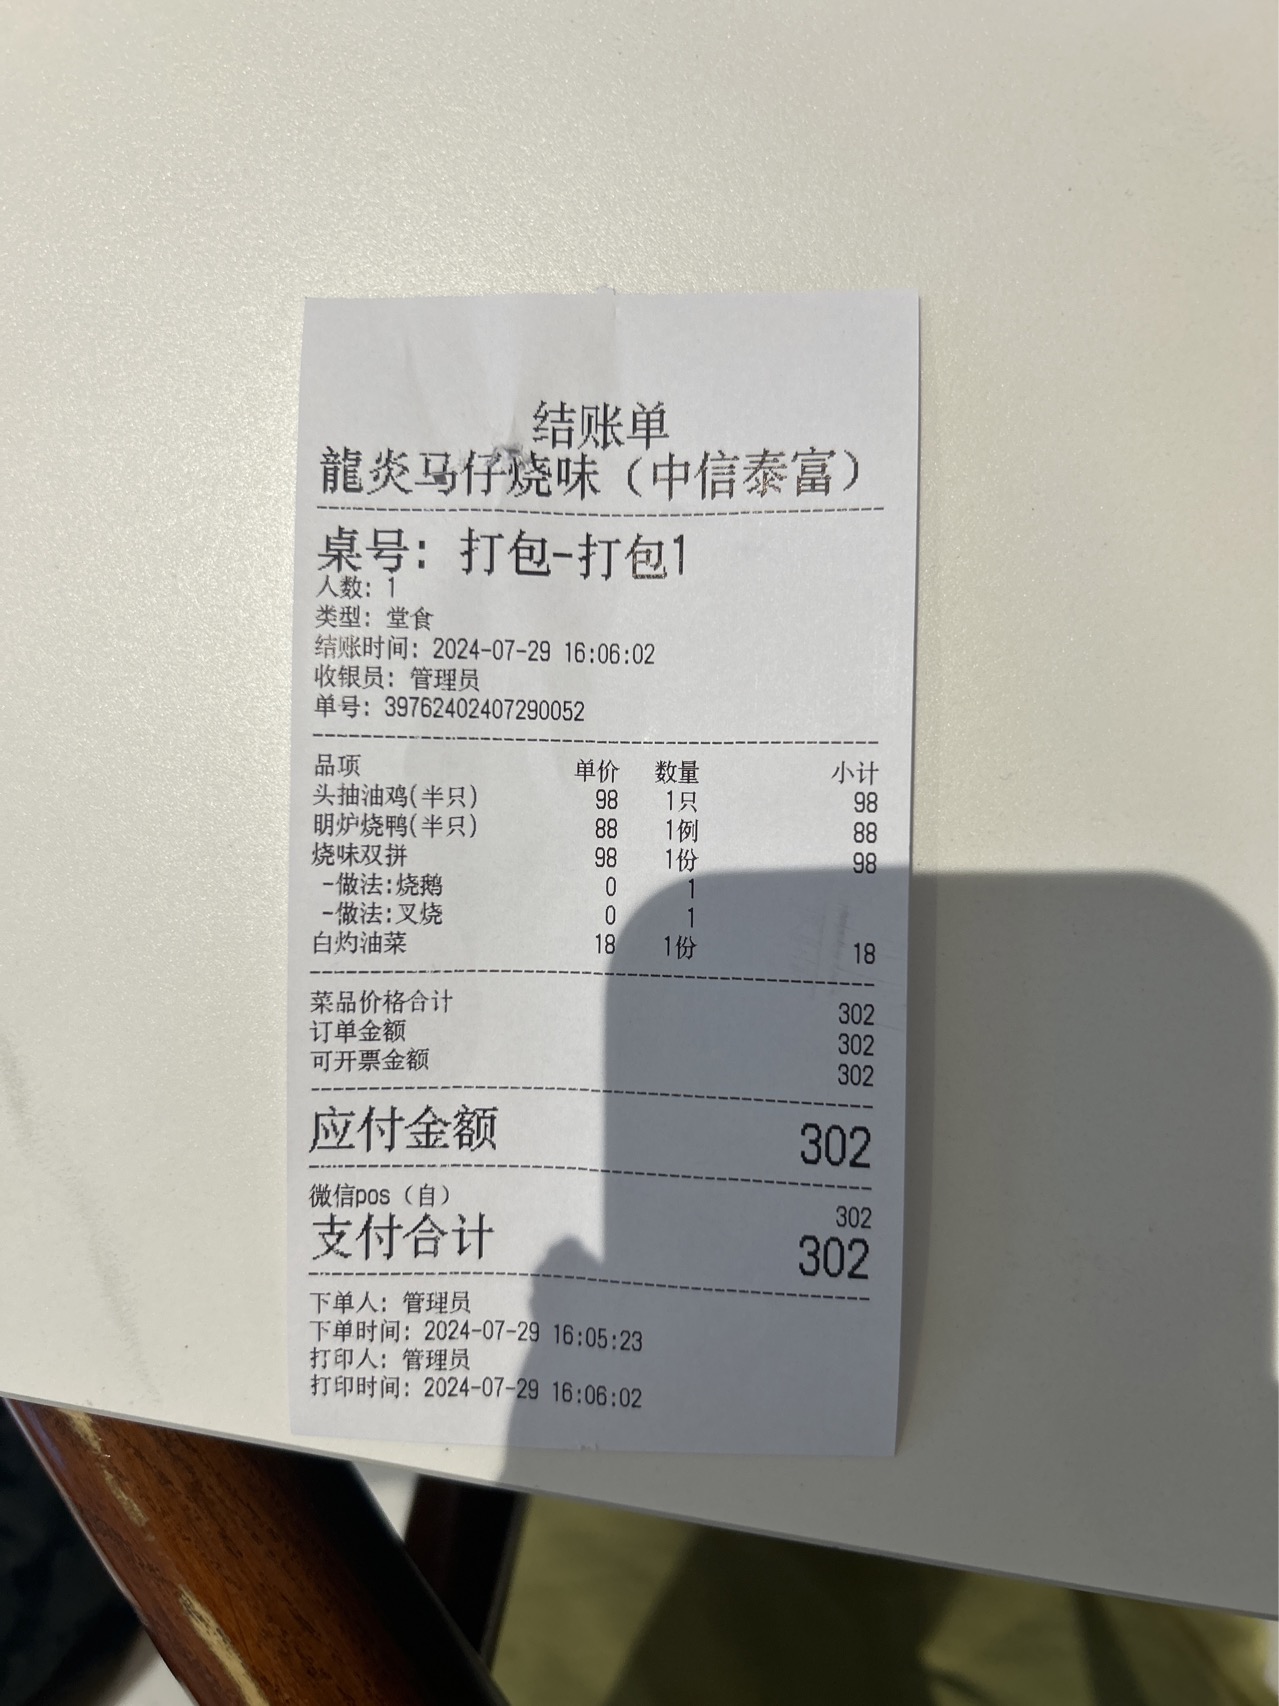 结账单
龍炎马仔烧味（中信泰富）
桌号: 打包-打包1
人数: 1
类型: 堂食
结账时间: 2024-07-29 16:06:02
收银员: 管理员
单号: 39762402407290052
品项 单价 数量 小计
头抽油鸡(半只) 98 1只 98
明炉烧鸭(半只) 88 1例 88
烧味双拼 98 1份 98
-做法:烧鹅 0 1
-做法:叉烧 0 1
白灼油菜 18 1份 18
菜品价格合计 302
订单金额 302
可开票金额 302
应付金额 302
微信pos（自） 302
支付合计 302
下单人: 管理员
下单时间: 2024-07-29 16:05:23
打印人: 管理员
打印时间: 2024-07-29 16:06:02